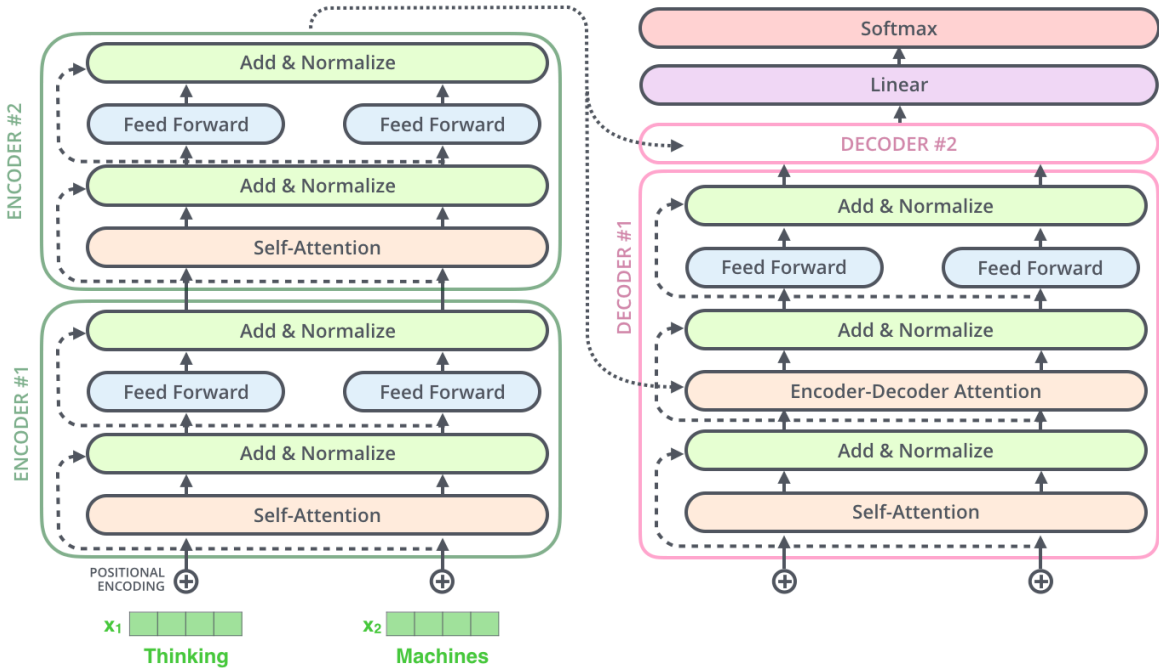 ENCODER #2
Add & Normalize
Feed Forward
Feed Forward
Add & Normalize
Self-Attention
ENCODER #1
Add & Normalize
Feed Forward
Feed Forward
Add & Normalize
Self-Attention
POSITIONAL
ENCODING
x₁
x₂
Thinking
Machines
Softmax
Linear
DECODER #2
DECODER #1
Add & Normalize
Feed Forward
Feed Forward
Add & Normalize
Encoder-Decoder Attention
Add & Normalize
Self-Attention